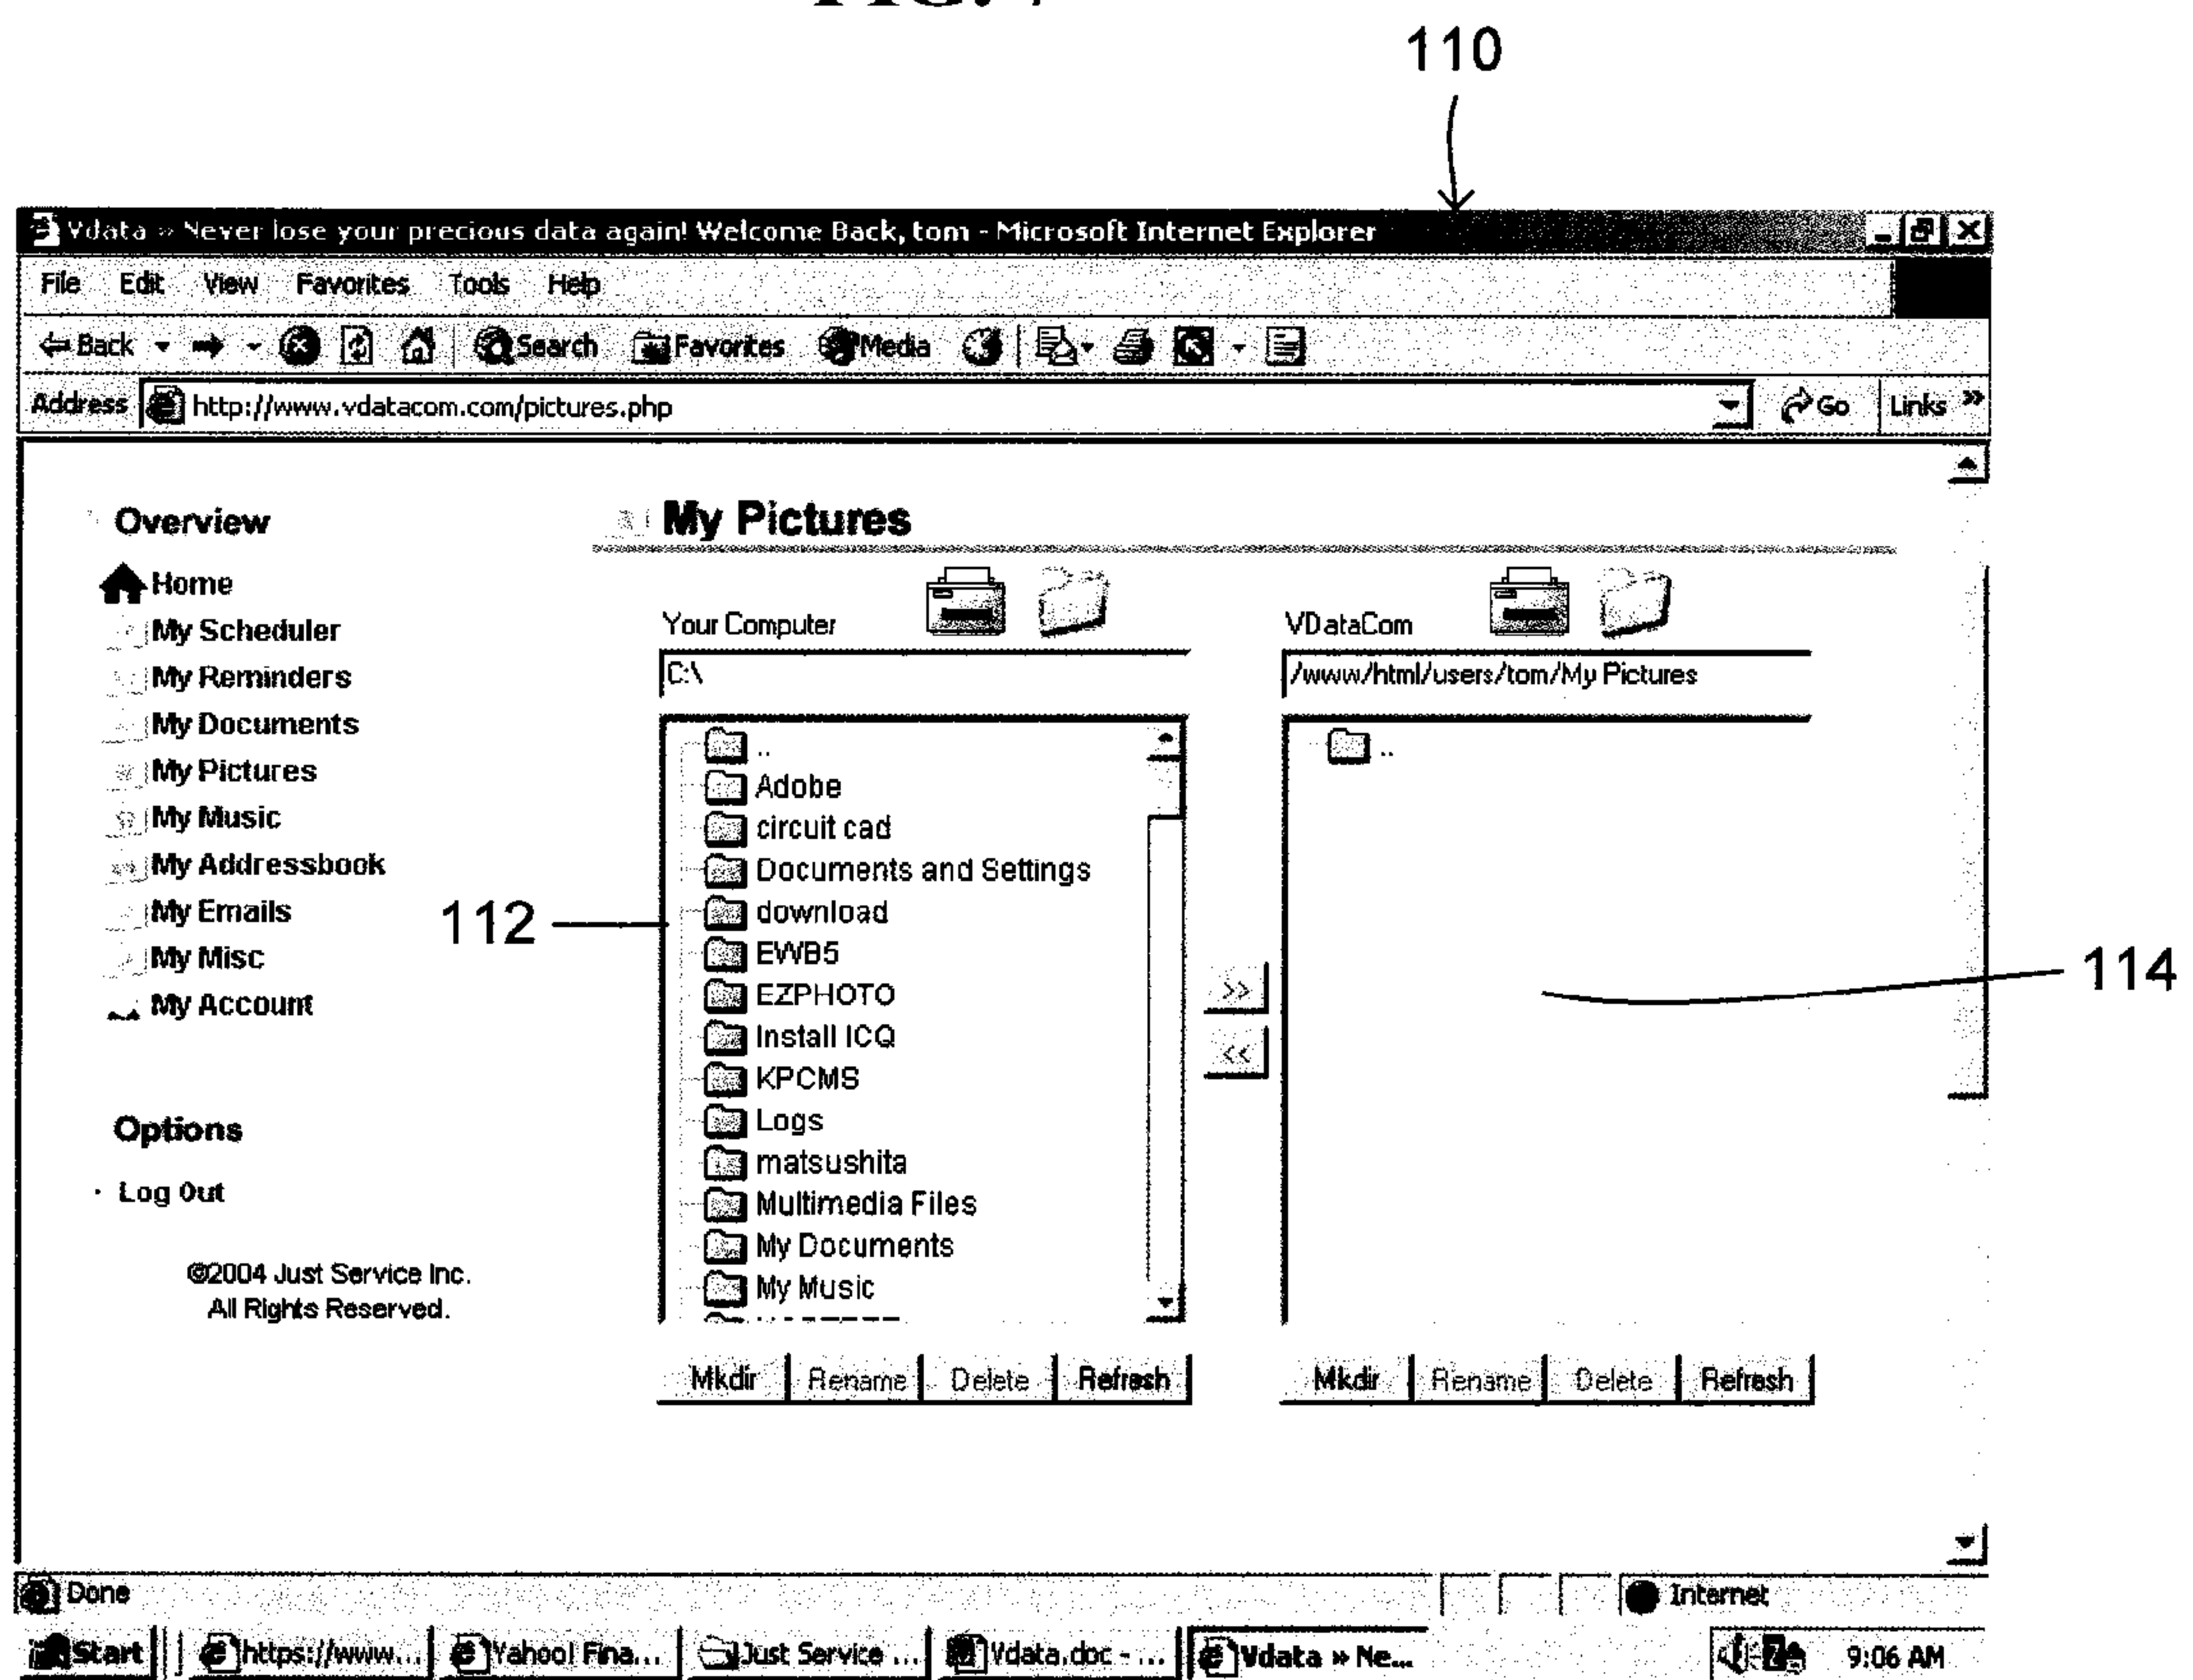 110
Vdata » Never lose your precious data again! Welcome Back, tom - Microsoft Internet Explorer
File Edit View Favorites Tools Help
Back Search Favorites Media
Address http://www.vdatacom.com/pictures.php Go Links »
Overview
Home
My Scheduler
My Reminders
My Documents
My Pictures
My Music
My Addressbook
My Emails
My Misc
My Account
Options
· Log Out
©2004 Just Service Inc.
All Rights Reserved.
My Pictures
Your Computer
C:\
..
Adobe
circuit cad
Documents and Settings
download
EWB5
EZPHOTO
Install ICQ
KPCMS
Logs
matsushita
Multimedia Files
My Documents
My Music
112
Mkdir Rename Delete Refresh
>>
<<
VDataCom
/www/html/users/tom/My Pictures
..
114
Mkdir Rename Delete Refresh
Done Internet
Start https://www... Yahoo! Fina... Just Service ... Vdata.doc - ... Vdata » Ne... 9:06 AM